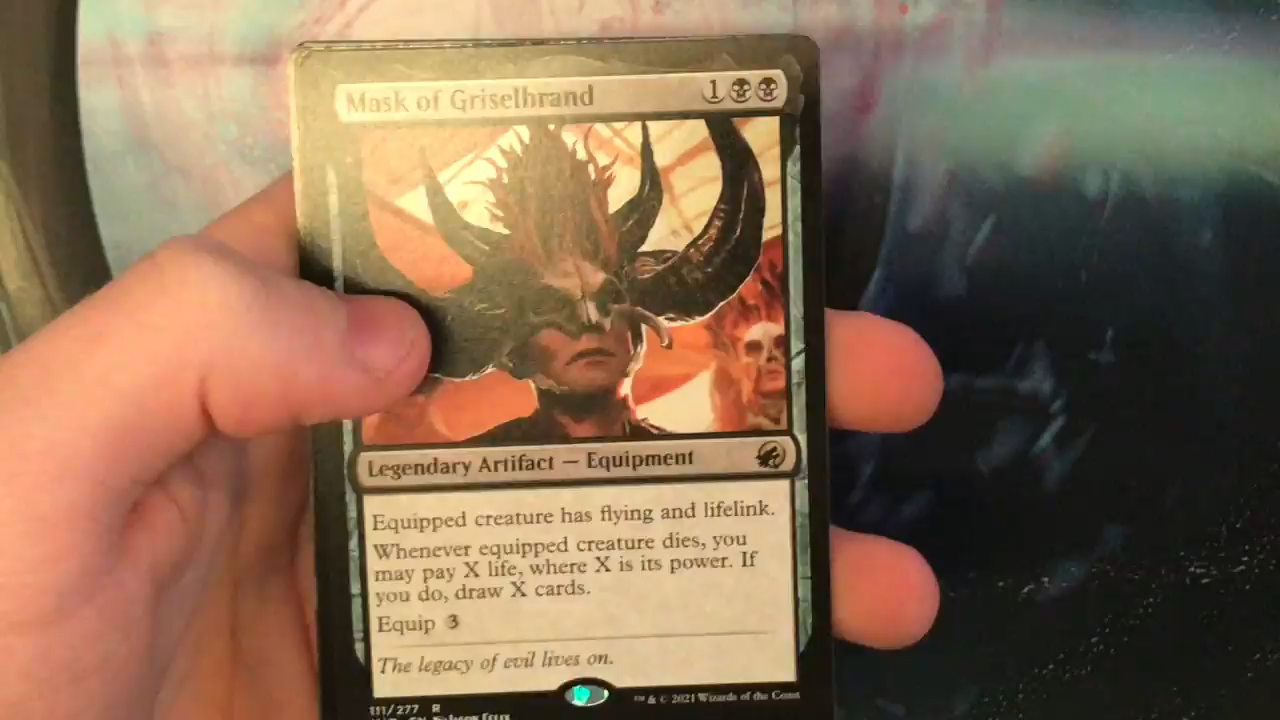 Mask of Griselbrand 1
Legendary Artifact — Equipment
Equipped creature has flying and lifelink.
Whenever equipped creature dies, you
may pay X life, where X is its power. If
you do, draw X cards.
Equip 3
The legacy of evil lives on.
111/277 R
™ & © 2021 Wizards of the Coast